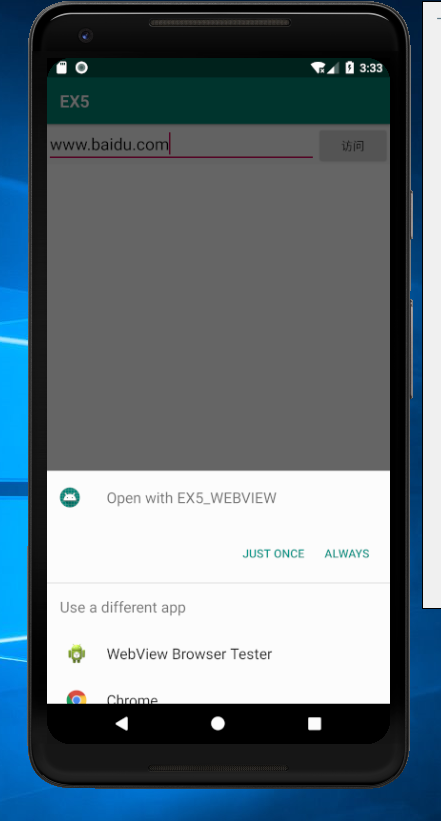 3:33
EX5
www.baidu.com 访问
Open with EX5_WEBVIEW
JUST ONCE ALWAYS
Use a different app
WebView Browser Tester
Chrome